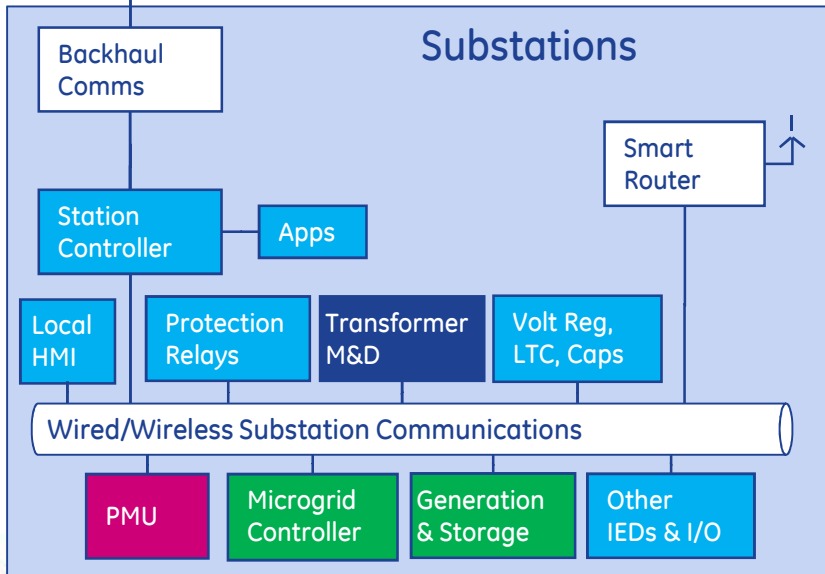 Substations
Backhaul
Comms
Smart
Router
Station
Controller
Apps
Local
HMI
Protection
Relays
Transformer
M&D
Volt Reg,
LTC, Caps
Wired/Wireless Substation Communications
PMU
Microgrid
Controller
Generation
& Storage
Other
IEDs & I/O